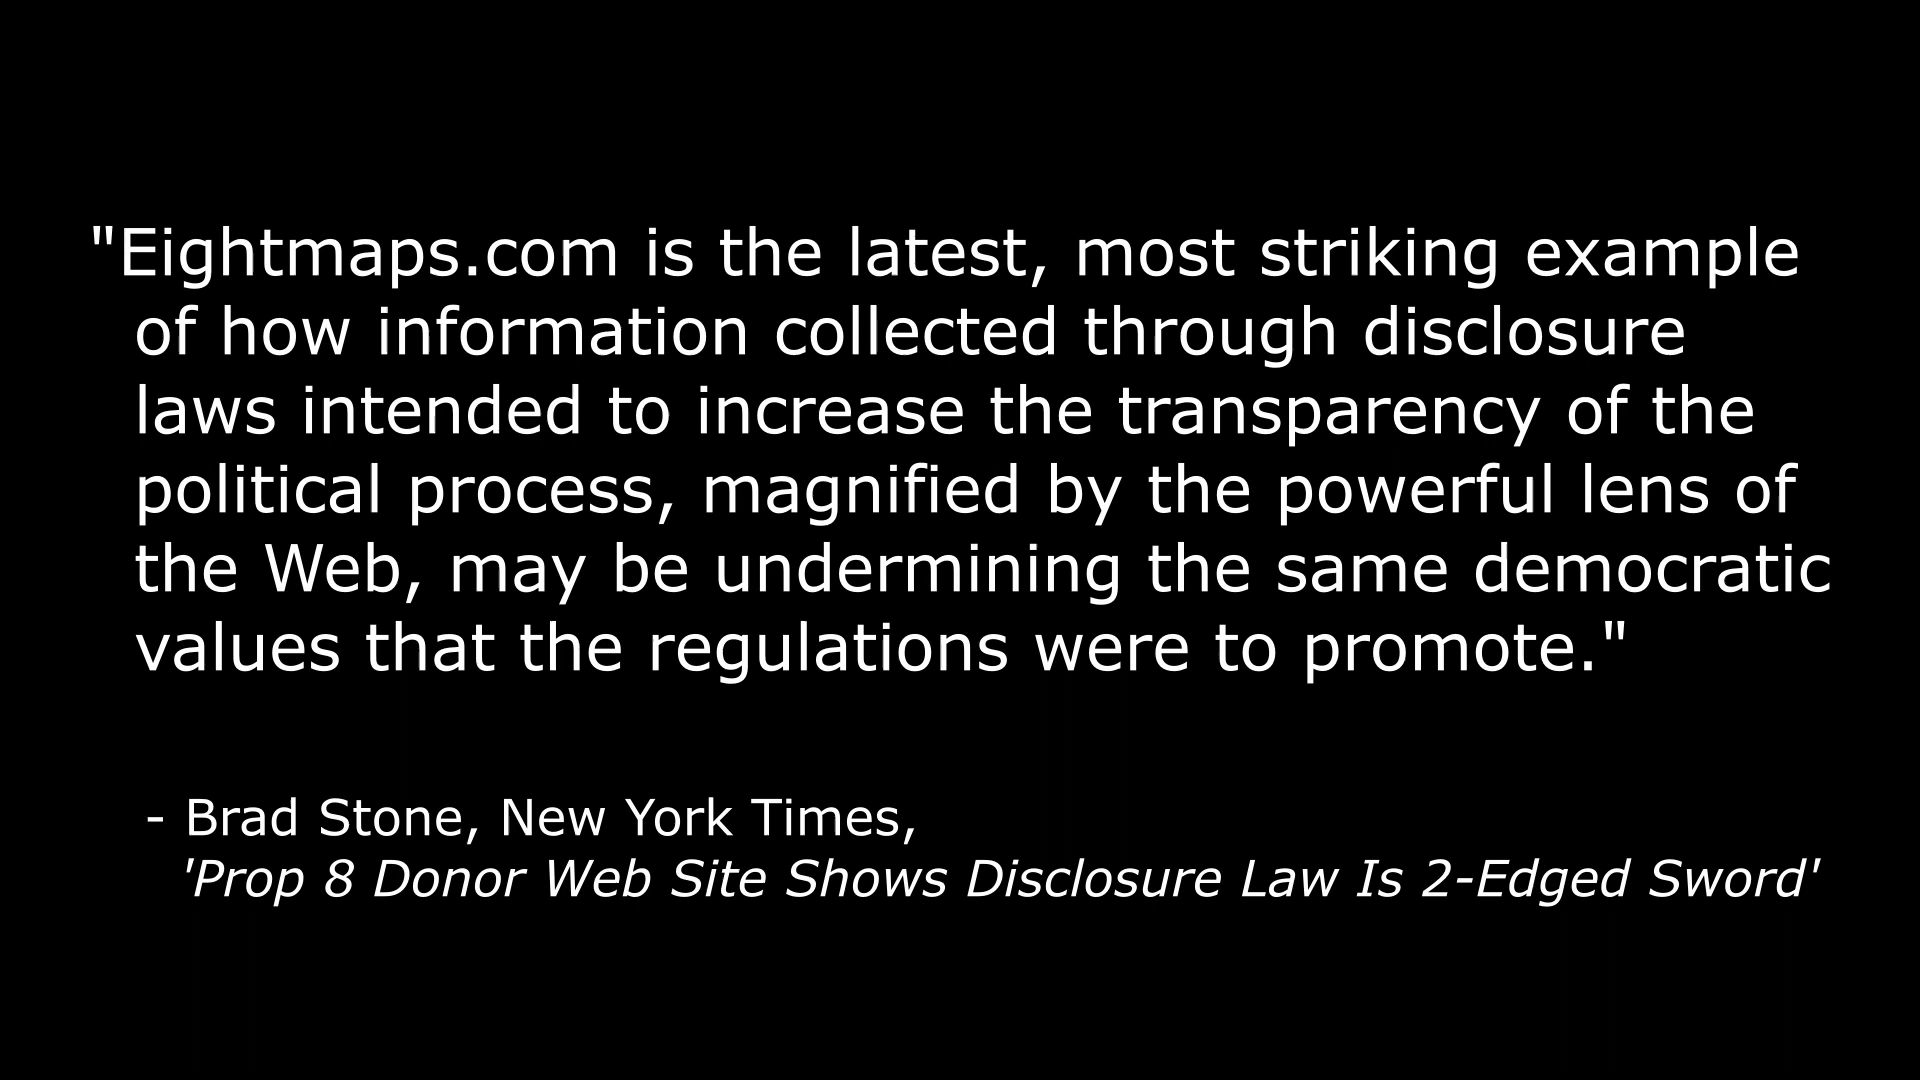 "Eightmaps.com is the latest, most striking example
of how information collected through disclosure
laws intended to increase the transparency of the
political process, magnified by the powerful lens of
the Web, may be undermining the same democratic
values that the regulations were to promote."
- Brad Stone, New York Times,
'Prop 8 Donor Web Site Shows Disclosure Law Is 2-Edged Sword'